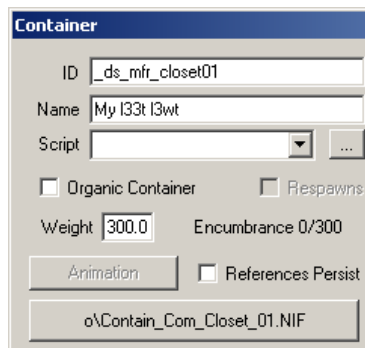 Container
ID _ds_mfr_closet01
Name My l33t l3wt
Script ...
Organic Container Respawns
Weight 300.0 Encumbrance 0/300
Animation References Persist
o\Contain_Com_Closet_01.NIF